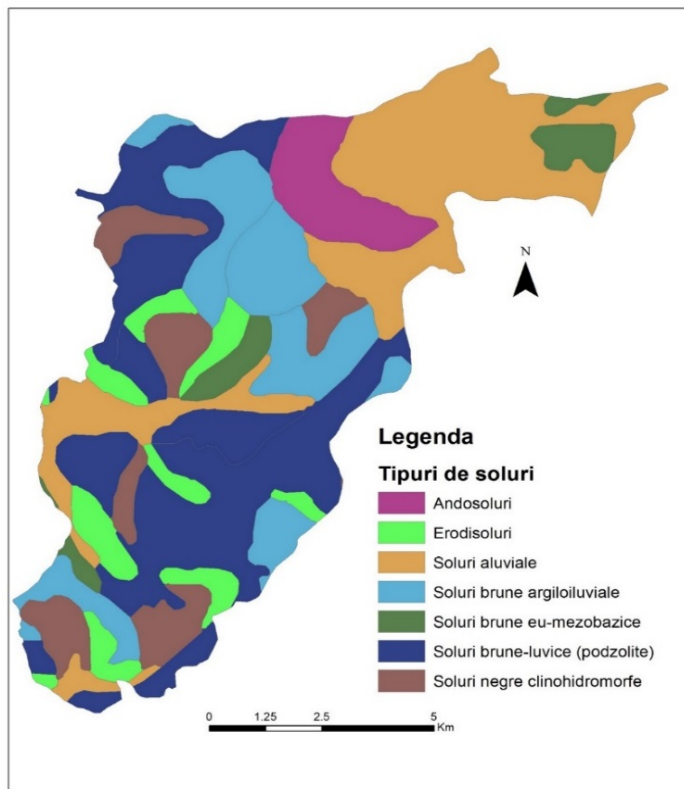 N
Legenda
Tipuri de soluri
Andosoluri
Erodisoluri
Soluri aluviale
Soluri brune argiloiluviale
Soluri brune eu-mezobazice
Soluri brune-luvice (podzolite)
Soluri negre clinohidromorfe
0 1.25 2.5 5
Km